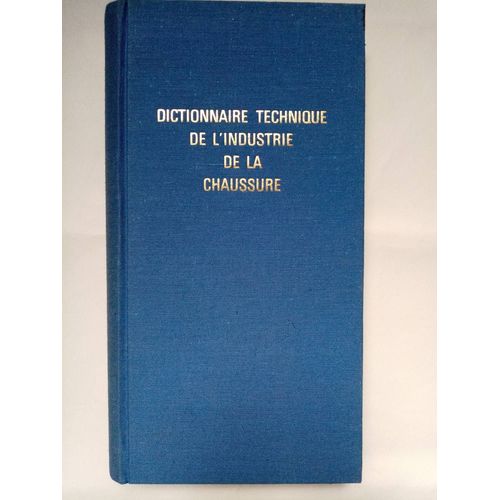 DICTIONNAIRE TECHNIQUE
DE L'INDUSTRIE
DE LA
CHAUSSURE